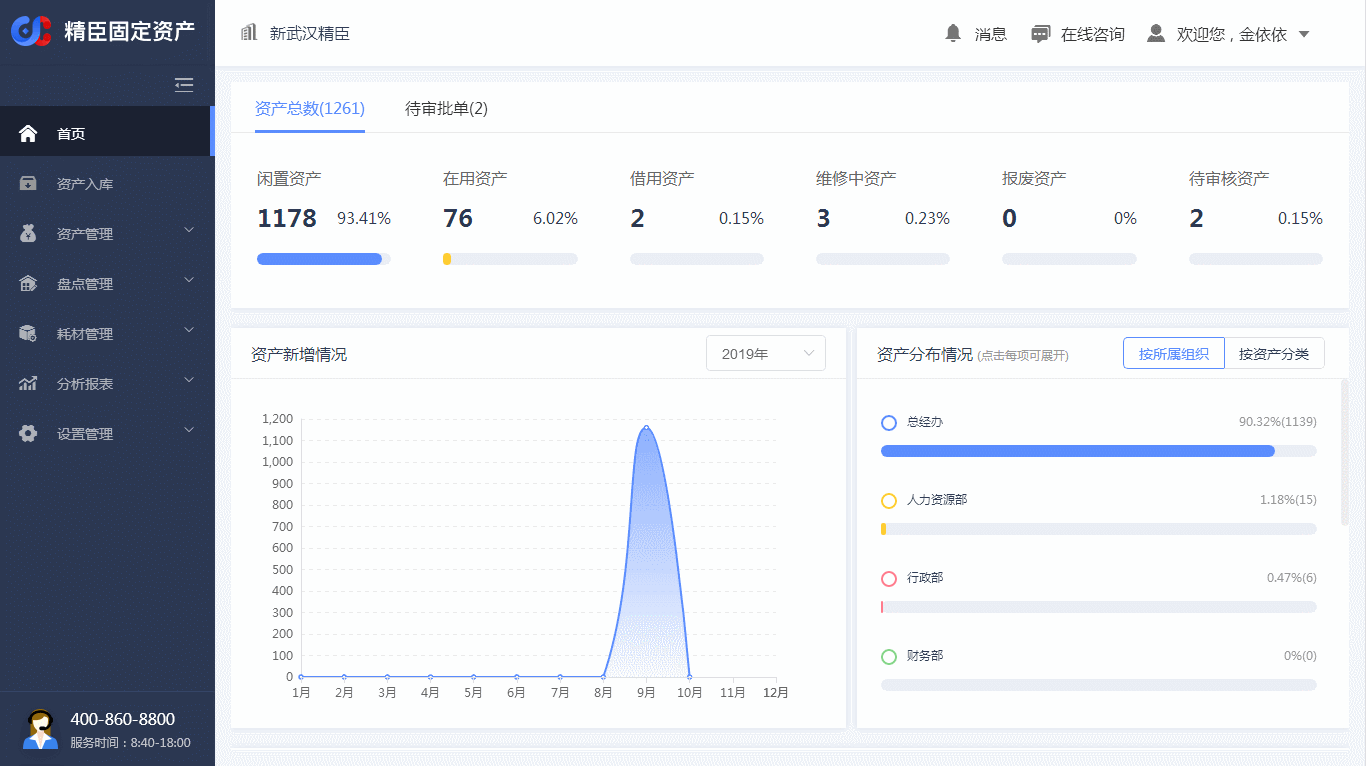 精臣固定资产
新武汉精臣
消息
在线咨询
欢迎您，金依依
首页
资产入库
资产管理
盘点管理
耗材管理
分析报表
设置管理
400-860-8800
服务时间：8:40-18:00
资产总数(1261)
待审批单(2)
闲置资产
1178 93.41%
在用资产
76 6.02%
借用资产
2 0.15%
维修中资产
3 0.23%
报废资产
0 0%
待审核资产
2 0.15%
资产新增情况
2019年
1,200
1,100
1,000
900
800
700
600
500
400
300
200
100
0
1月 2月 3月 4月 5月 6月 7月 8月 9月 10月 11月 12月
资产分布情况 (点击每项可展开)
按所属组织
按资产分类
总经办 90.32%(1139)
人力资源部 1.18%(15)
行政部 0.47%(6)
财务部 0%(0)